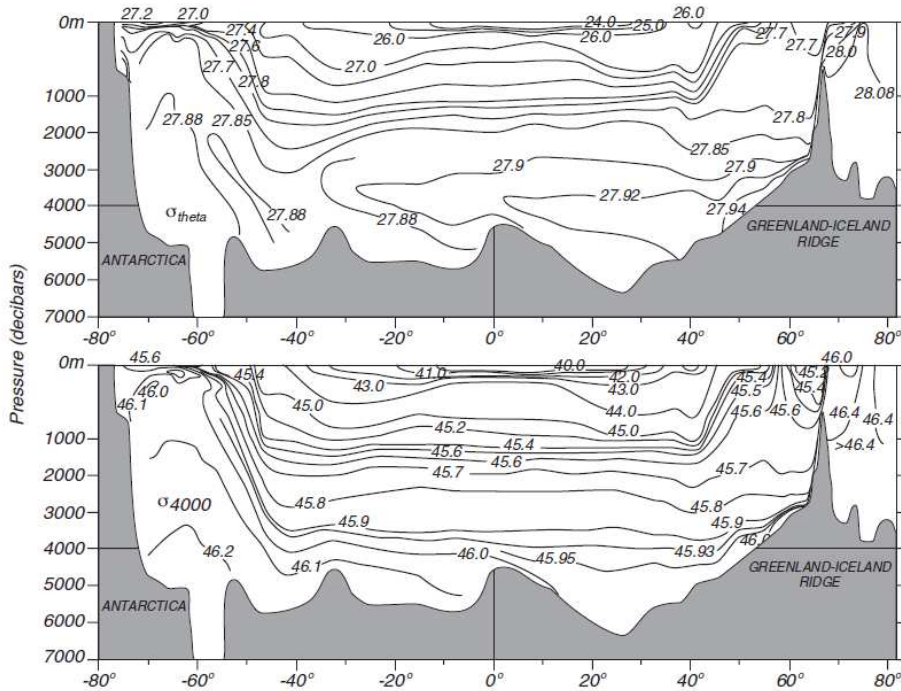 27.2 27.0 24.0 25.0 26.0
0m 27.4 26.0 26.0 27.7 27.9
27.6 27.0 27.7 28.0
27.7 27.8
1000 28.08
27.88 27.85 27.8
2000
27.85
3000 27.9 27.9
27.92
4000 27.88 27.88 27.94
σtheta
5000 GREENLAND-ICELAND
ANTARCTICA RIDGE
6000
7000
-80° -60° -40° -20° 0° 20° 40° 60° 80°
Pressure (decibars)
45.6 46.0
0m 45.4 41.0 40.0 42.0 45.4 45.2
46.0 43.0 43.0 45.5 45.4
46.1 45.0 44.0 45.6 45.6 46.4 46.4
45.2 45.0
1000 45.4 >46.4
45.6 45.6
2000 45.7 45.7
σ4000
3000 45.8 45.8
45.9 45.9
4000 46.2 46.0 45.95 45.93 46.0
46.1
5000 GREENLAND-ICELAND
ANTARCTICA RIDGE
6000
7000
-80° -60° -40° -20° 0° 20° 40° 60° 80°